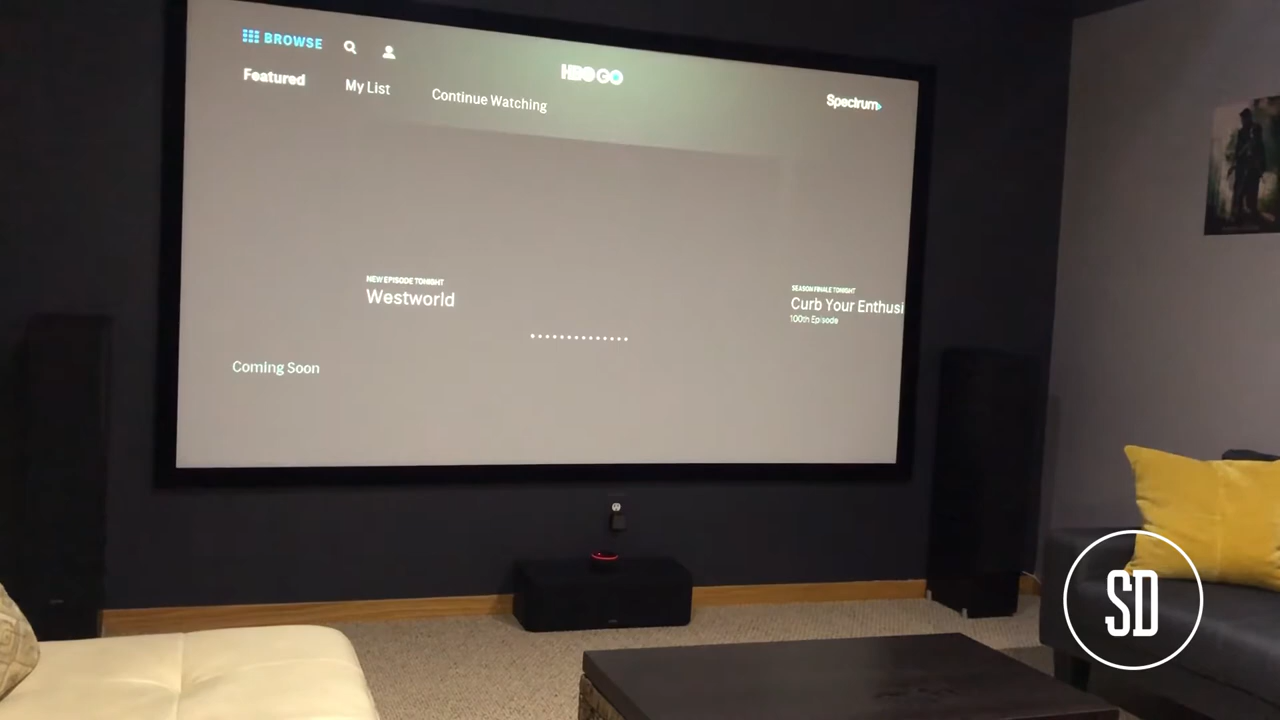 BROWSE
HBO GO
Featured
My List
Continue Watching
Spectrum
NEW EPISODE TONIGHT
Westworld
SEASON FINALE TONIGHT
Curb Your Enthusi
100th Episode
Coming Soon
SD